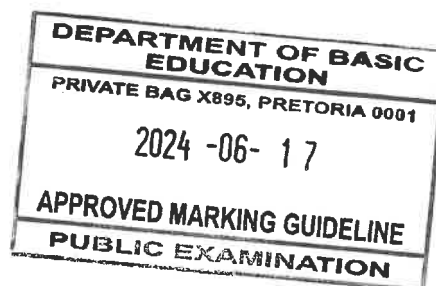 DEPARTMENT OF BASIC
EDUCATION
PRIVATE BAG X895, PRETORIA 0001
2024 -06- 17
APPROVED MARKING GUIDELINE
PUBLIC EXAMINATION